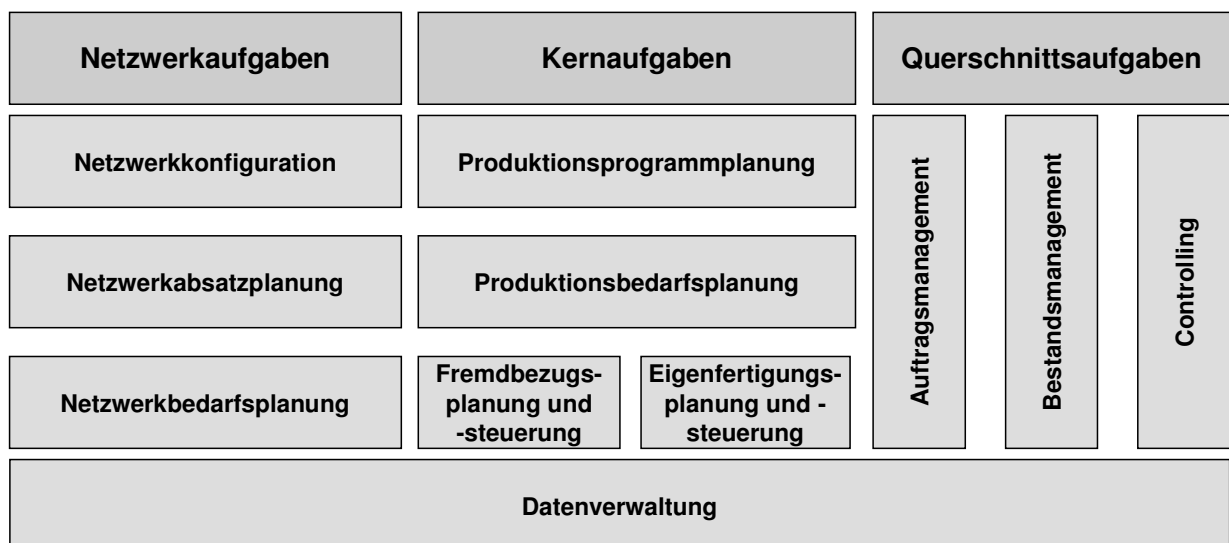 Netzwerkaufgaben
Kernaufgaben
Querschnittsaufgaben
Netzwerkkonfiguration
Produktionsprogrammplanung
Netzwerkabsatzplanung
Produktionsbedarfsplanung
Netzwerkbedarfsplanung
Fremdbezugs-
planung und
-steuerung
Eigenfertigungs-
planung und -
steuerung
Auftragsmanagement
Bestandsmanagement
Controlling
Datenverwaltung